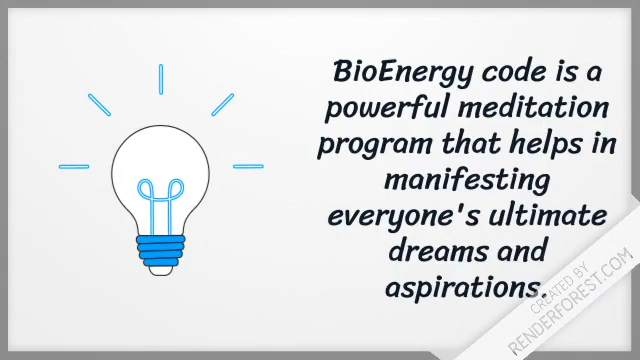 BioEnergy code is a
powerful meditation
program that helps in
manifesting
everyone's ultimate
dreams and
aspirations.
CREATED BY
RENDERFOREST.COM